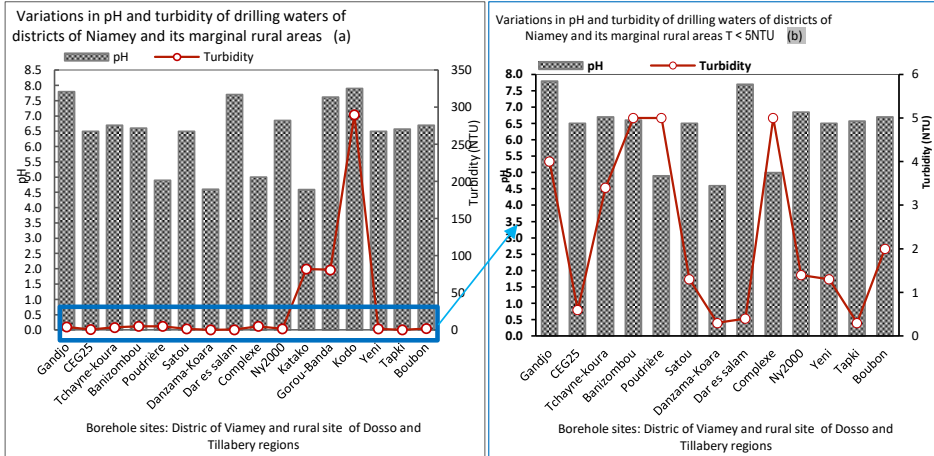 Variations in pH and turbidity of drilling waters of
districts of Niamey and its marginal rural areas (a)
pH
Turbidity
8.5
8.0
7.5
7.0
6.5
6.0
5.5
5.0
4.5
4.0
3.5
3.0
2.5
2.0
1.5
1.0
0.5
0.0
pH
350
300
250
200
150
100
50
0
Turbidity (NTU)
Gandjo
CEG25
Tchayne-koura
Banizombou
Poudrière
Satou
Danzama-Koara
Dar es salam
Complexe
Ny2000
Katako
Gorou-Banda
Kodo
Yeni
Tapki
Boubon
Borehole sites: Distric of Viamey and rural site of Dosso and
Tillabery regions
Variations in pH and turbidity of drilling waters of districts of
Niamey and its marginal rural areas T < 5NTU (b)
pH
Turbidity
8.0
7.5
7.0
6.5
6.0
5.5
5.0
4.5
4.0
3.5
3.0
2.5
2.0
1.5
1.0
0.5
0.0
pH
6
5
4
3
2
1
0
Turbidity (NTU)
Gandjo
CEG25
Tchayne-koura
Banizombou
Poudrière
Satou
Danzama-Koara
Dar es salam
Complexe
Ny2000
Yeni
Tapki
Boubon
Borehole sites: Distric of Viamey and rural site of Dosso and
Tillabery regions